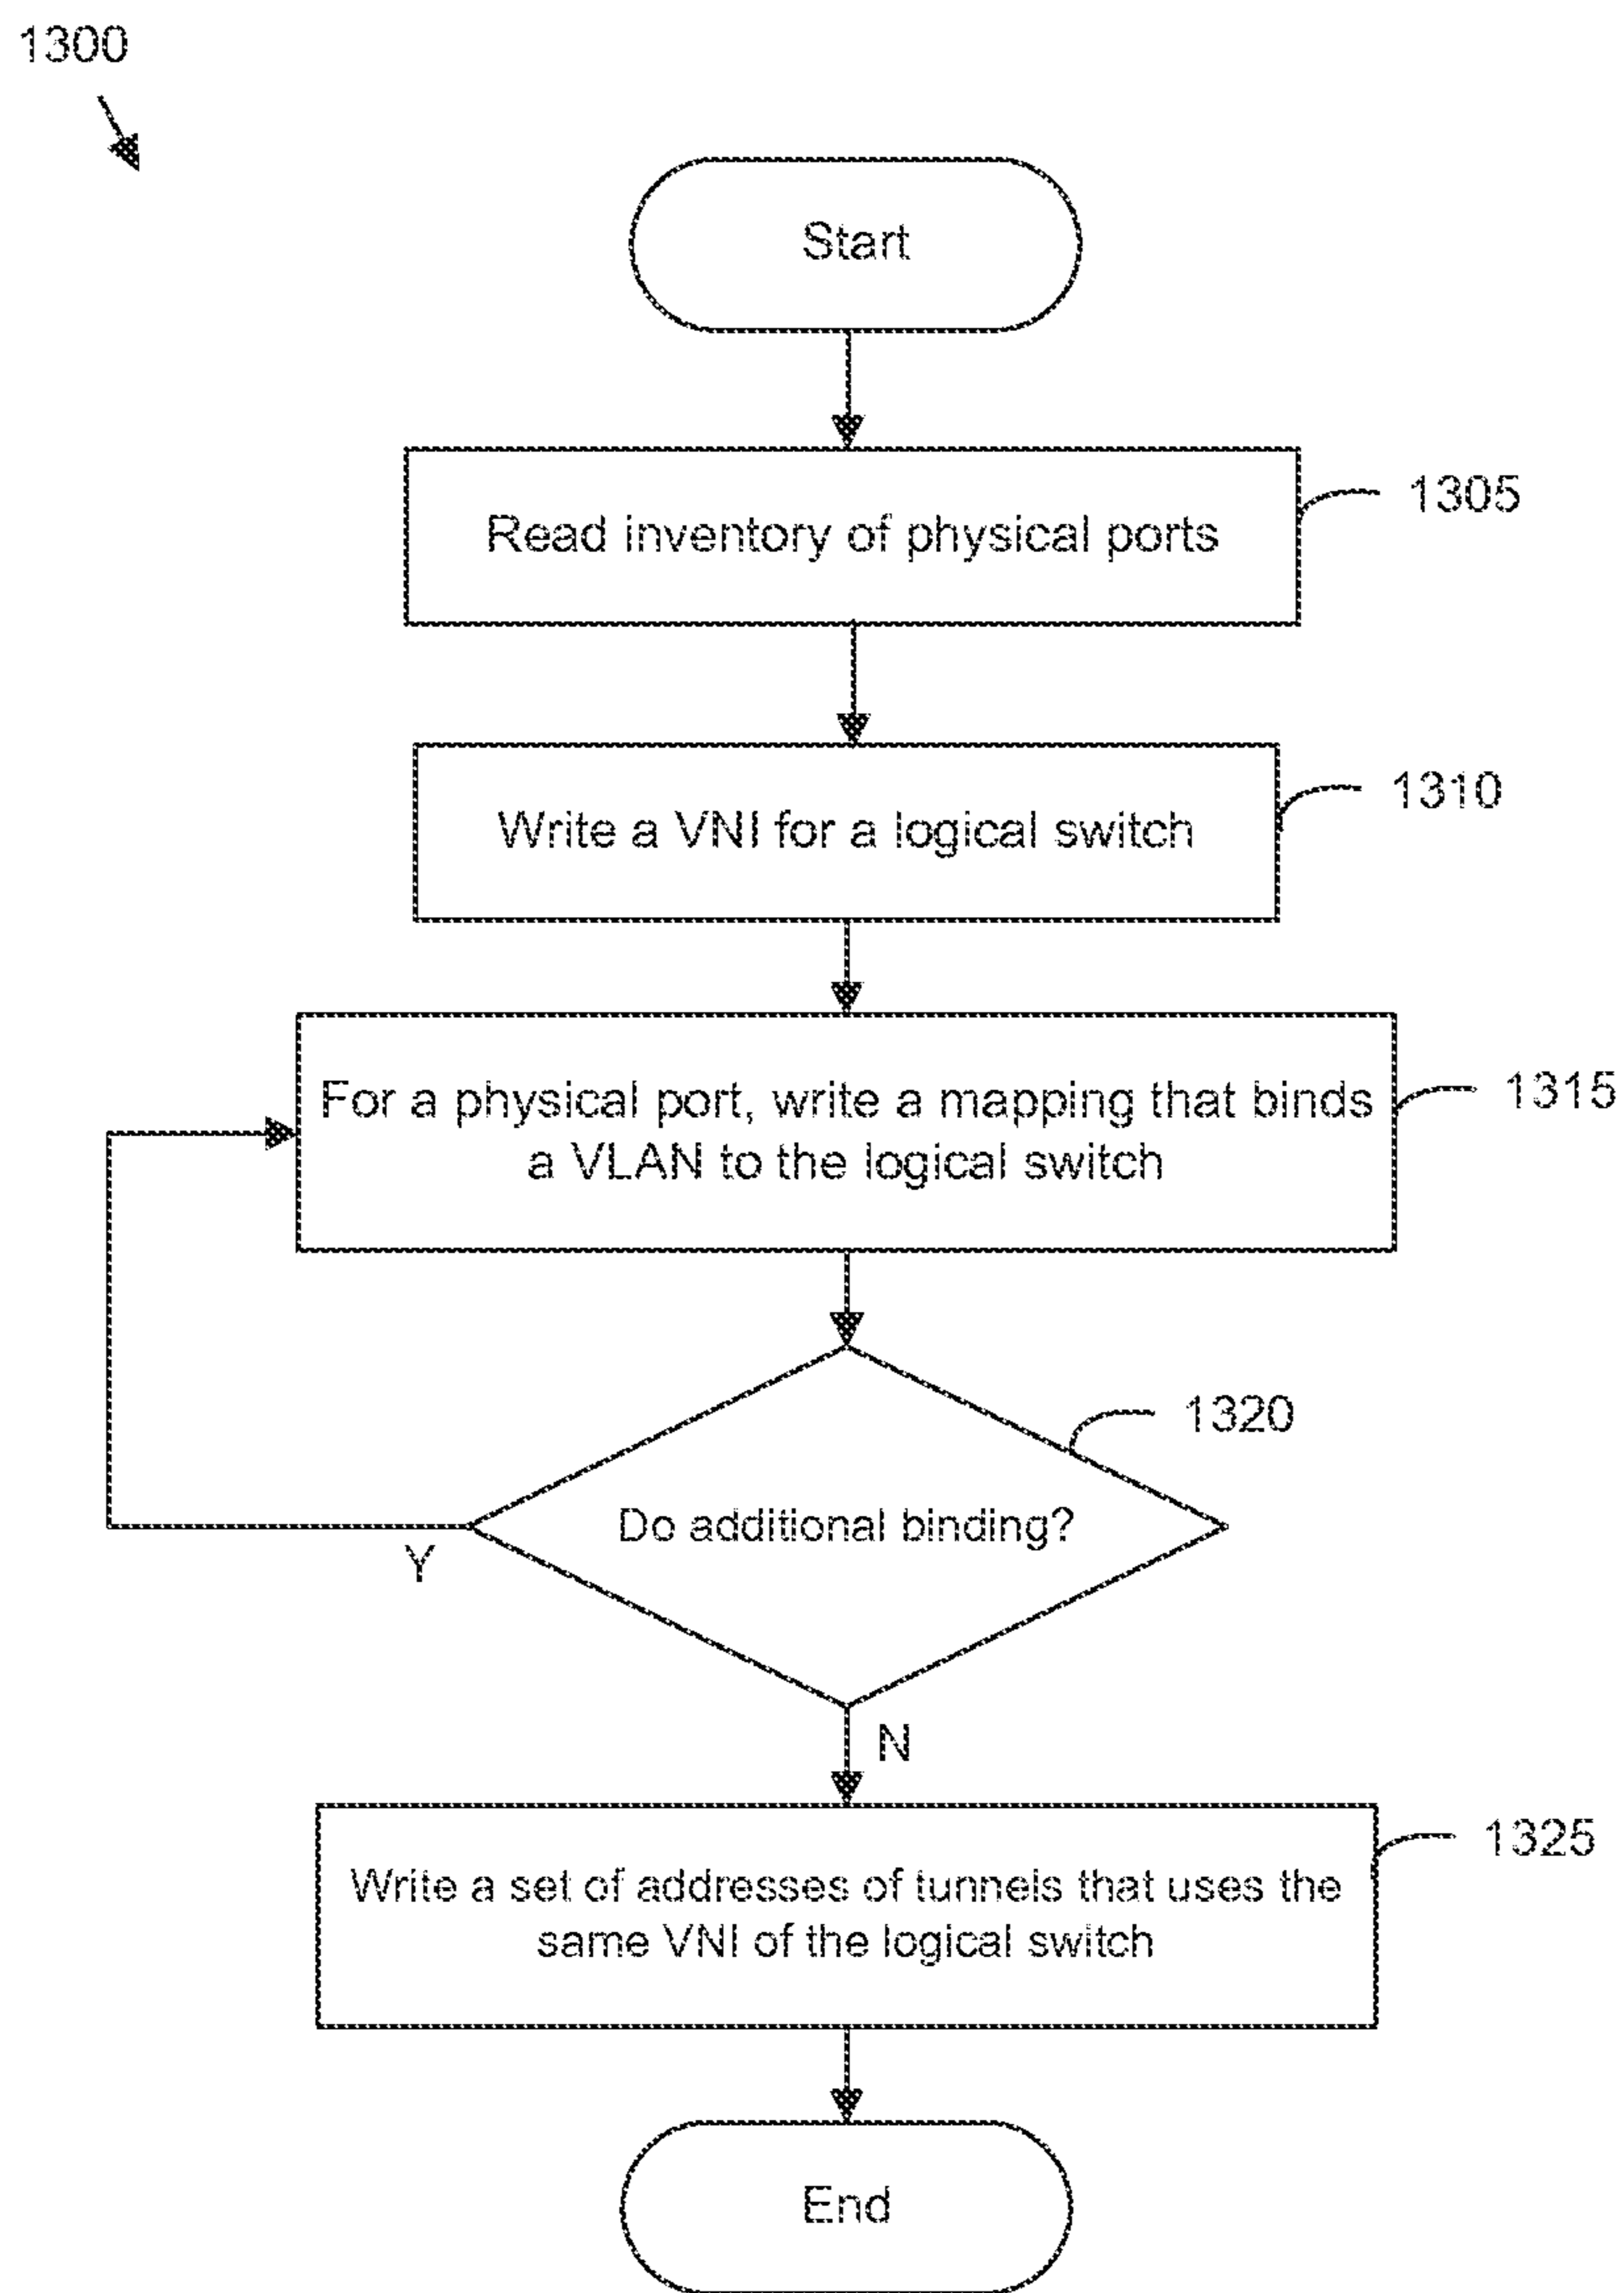 1300
Start
Read inventory of physical ports
1305
Write a VNI for a logical switch
1310
For a physical port, write a mapping that binds
a VLAN to the logical switch
1315
1320
Do additional binding?
Y
N
Write a set of addresses of tunnels that uses the
same VNI of the logical switch
1325
End